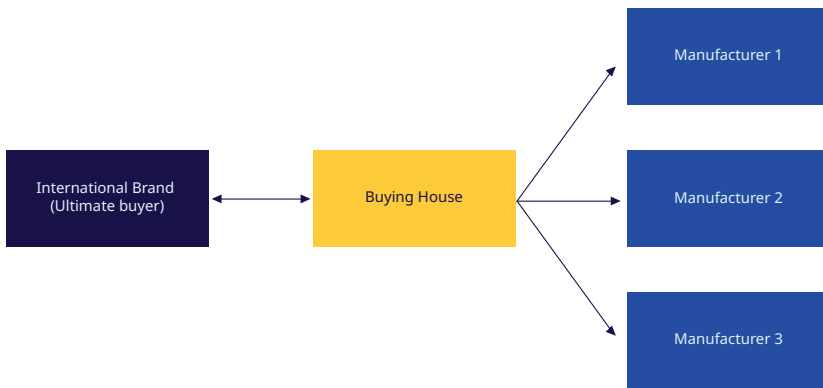 International Brand
(Ultimate buyer)
Buying House
Manufacturer 1
Manufacturer 2
Manufacturer 3